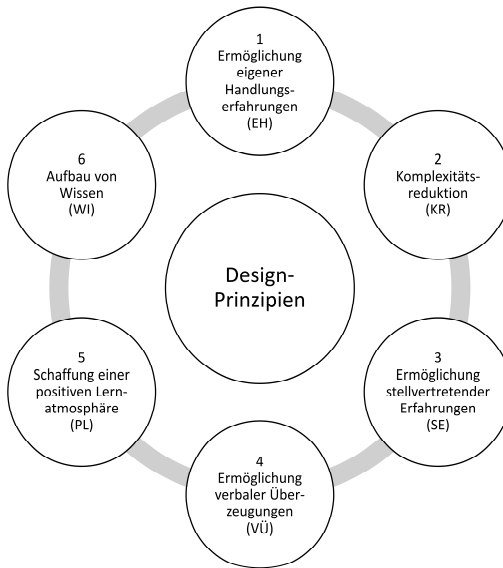 1
Ermöglichung
eigener
Handlungs-
erfahrungen
(EH)
2
Komplexitäts-
reduktion
(KR)
3
Ermöglichung
stellvertretender
Erfahrungen
(SE)
4
Ermöglichung
verbaler Über-
zeugungen
(VÜ)
5
Schaffung einer
positiven Lern-
atmosphäre
(PL)
6
Aufbau von
Wissen
(WI)
Design-
Prinzipien